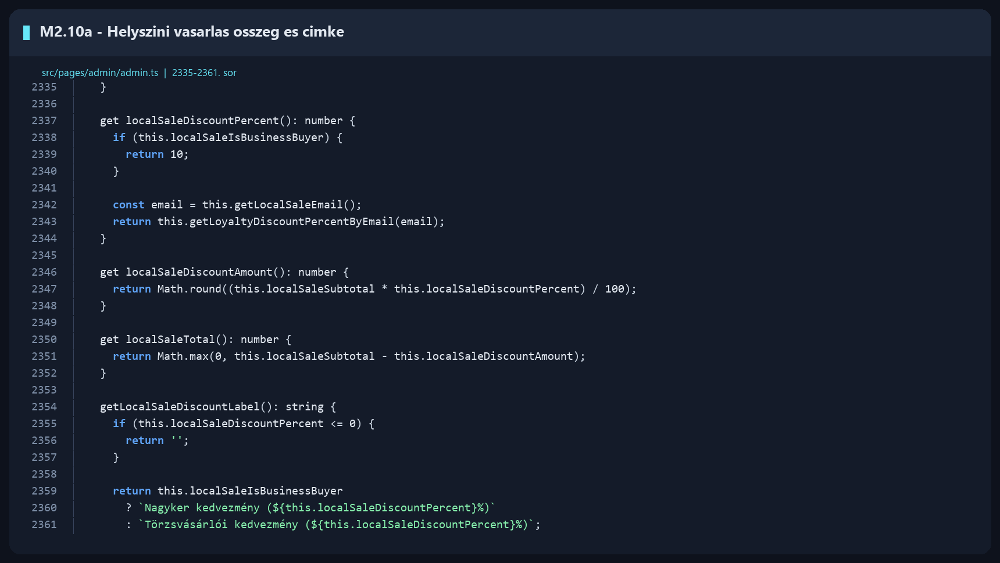 M2.10a - Helyszini vasarlas osszeg es cimke
src/pages/admin/admin.ts | 2335-2361. sor
2335 }
2336
2337 get localSaleDiscountPercent(): number {
2338 if (this.localSaleIsBusinessBuyer) {
2339 return 10;
2340 }
2341
2342 const email = this.getLocalSaleEmail();
2343 return this.getLoyaltyDiscountPercentByEmail(email);
2344 }
2345
2346 get localSaleDiscountAmount(): number {
2347 return Math.round((this.localSaleSubtotal * this.localSaleDiscountPercent) / 100);
2348 }
2349
2350 get localSaleTotal(): number {
2351 return Math.max(0, this.localSaleSubtotal - this.localSaleDiscountAmount);
2352 }
2353
2354 getLocalSaleDiscountLabel(): string {
2355 if (this.localSaleDiscountPercent <= 0) {
2356 return '';
2357 }
2358
2359 return this.localSaleIsBusinessBuyer
2360 ? `Nagyker kedvezmény (${this.localSaleDiscountPercent}%)`
2361 : `Törzsvásárlói kedvezmény (${this.localSaleDiscountPercent}%)`;